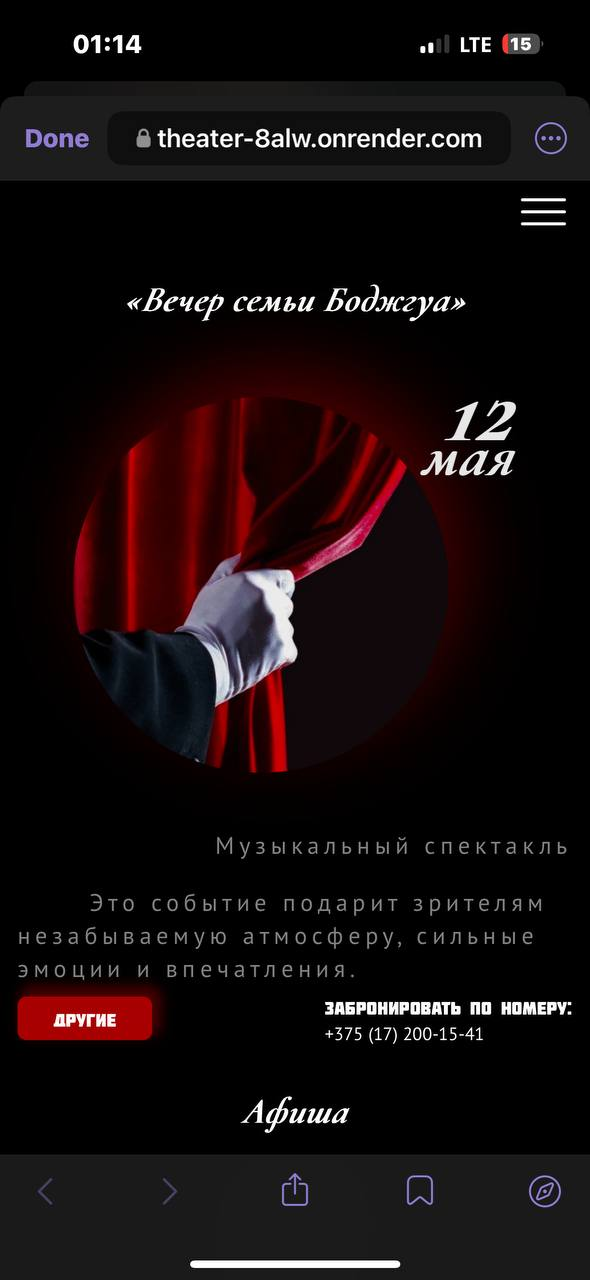 01:14
LTE 15
Done
theater-8alw.onrender.com
«Вечер семьи Боджгуа»
12
мая
Музыкальный спектакль
Это событие подарит зрителям
незабываемую атмосферу, сильные
эмоции и впечатления.
ДРУГИЕ
ЗАБРОНИРОВАТЬ ПО НОМЕРУ:
+375 (17) 200-15-41
Афиша